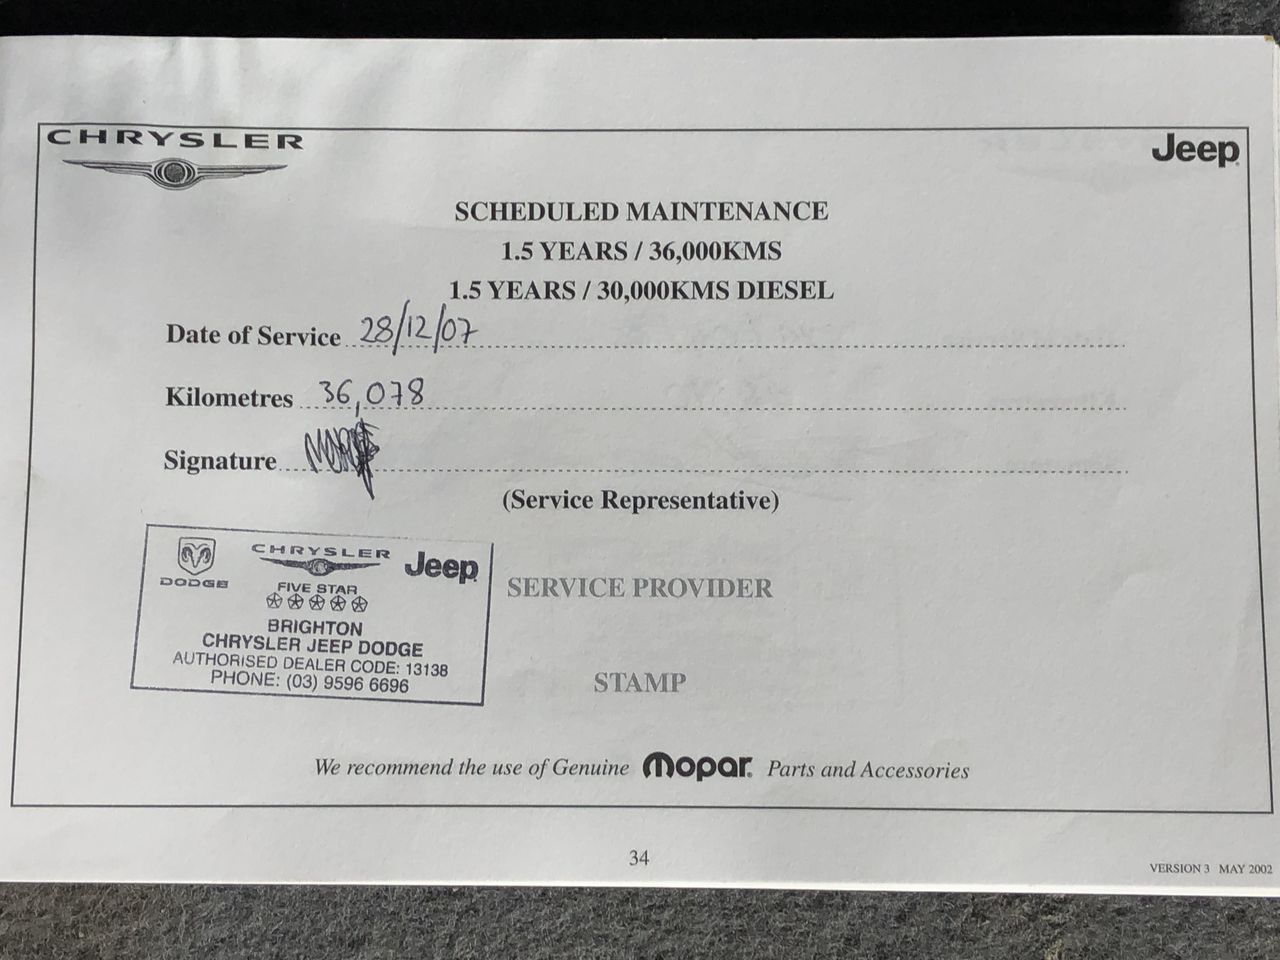 CHRYSLER
Jeep
SCHEDULED MAINTENANCE
1.5 YEARS / 36,000KMS
1.5 YEARS / 30,000KMS DIESEL
Date of Service 28/12/07
Kilometres 36,078
Signature
(Service Representative)
DODGE CHRYSLER Jeep
FIVE STAR
BRIGHTON
CHRYSLER JEEP DODGE
AUTHORISED DEALER CODE: 13138
PHONE: (03) 9596 6696
SERVICE PROVIDER
STAMP
We recommend the use of Genuine Mopar. Parts and Accessories
34
VERSION 3 MAY 2002